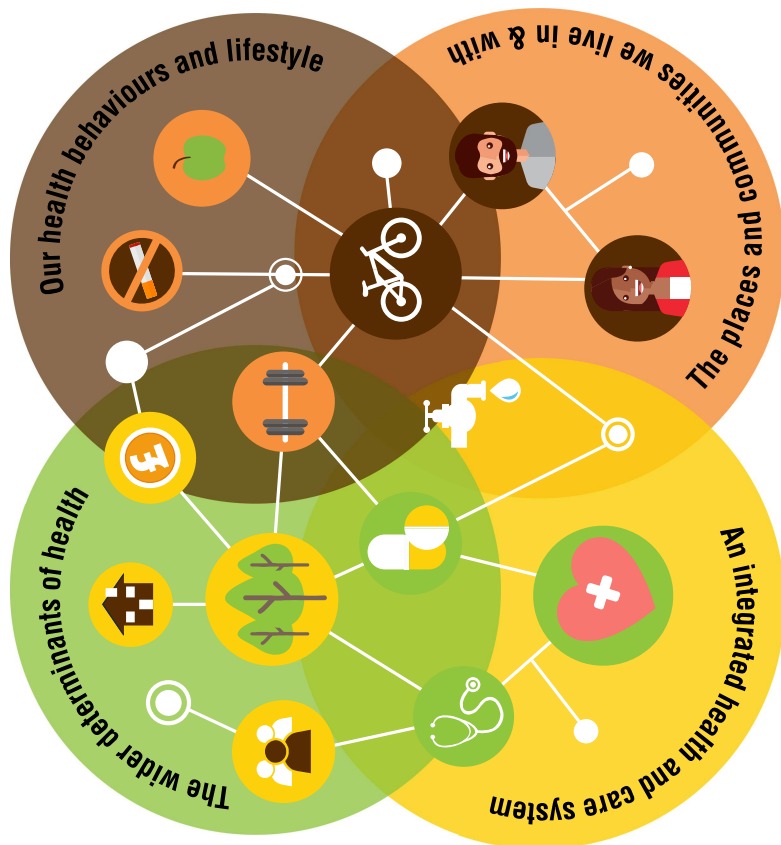 Our health behaviours and lifestyle
The places and communities we live in & with
The wider determinants of health
An integrated health and care system
£